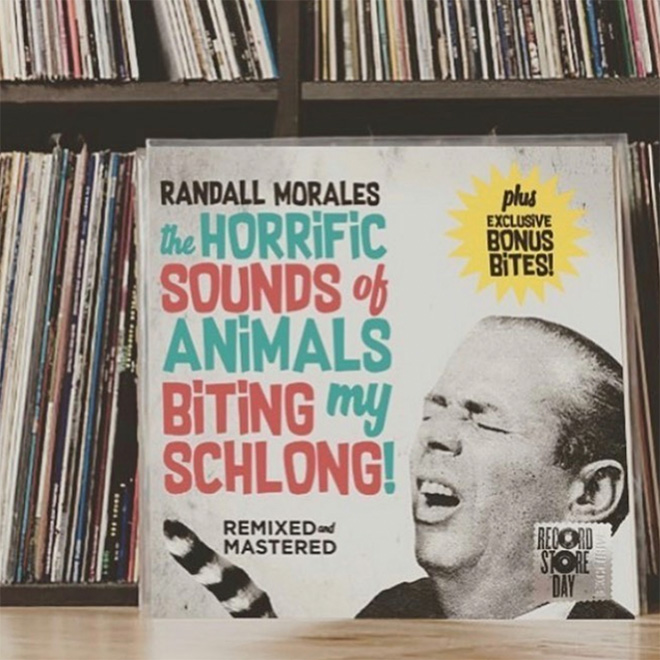 RANDALL MORALES
the HORRiFiC
SOUNDS of
ANiMALS
BiTiNG my
SCHLONG!
REMIXED and
MASTERED
plus
EXCLUSiVE
BONUS
BiTES!
RECORD
STORE
DAY